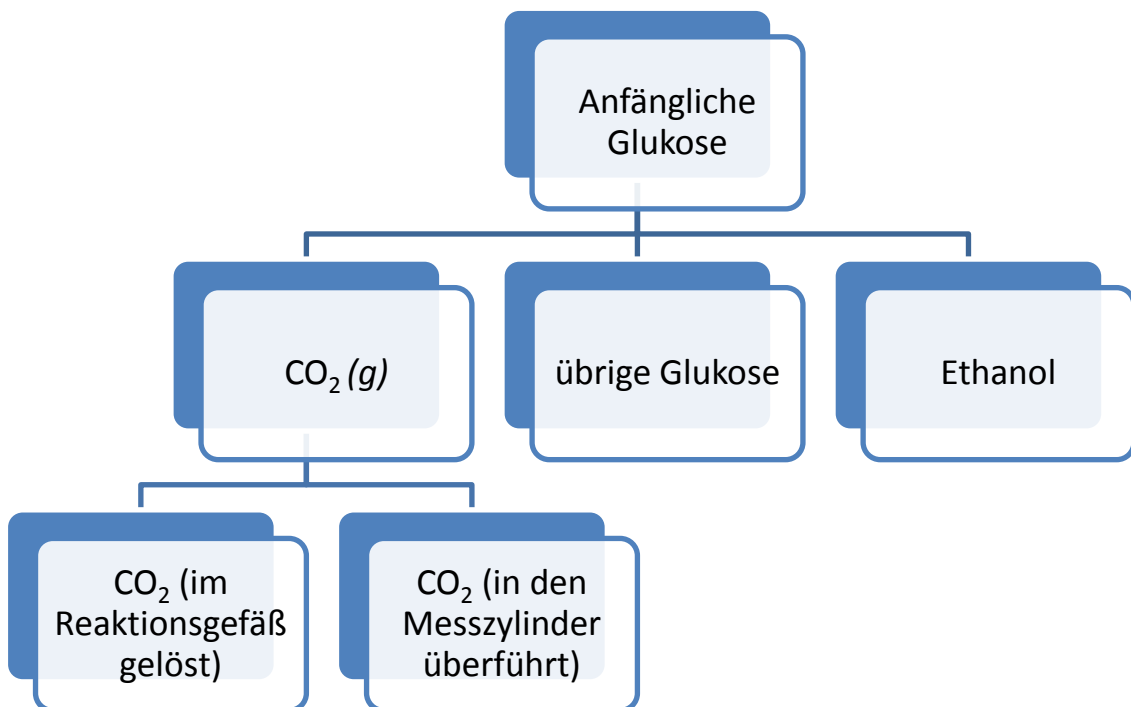 Anfängliche
Glukose
CO₂ (g)
übrige Glukose
Ethanol
CO₂ (im
Reaktionsgefäß
gelöst)
CO₂ (in den
Messzylinder
überführt)